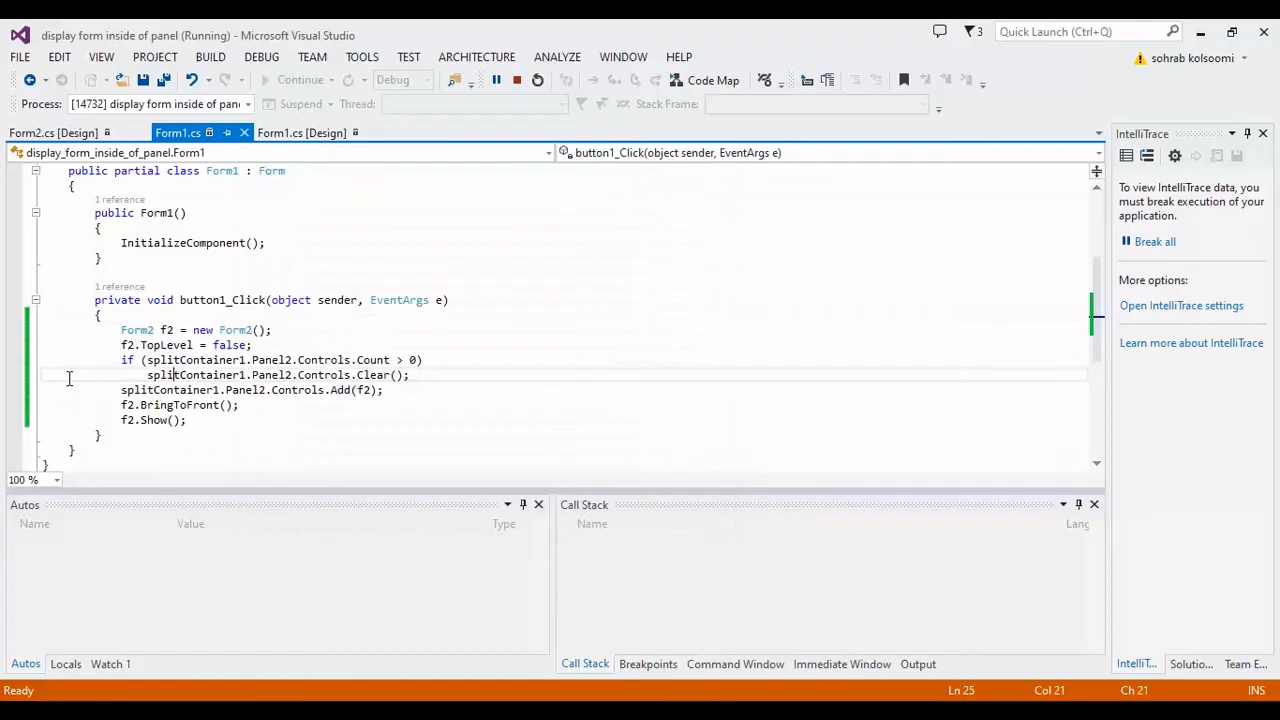 display form inside of panel (Running) - Microsoft Visual Studio
3
Quick Launch (Ctrl+Q)
FILE EDIT VIEW PROJECT BUILD DEBUG TEAM TOOLS TEST ARCHITECTURE ANALYZE WINDOW HELP
sohrab kolsoomi
Continue
Debug
Code Map
Process:
[14732] display form inside of pan
Suspend
Thread:
Stack Frame:
Form2.cs [Design]
Form1.cs
Form1.cs [Design]
IntelliTrace
display_form_inside_of_panel.Form1
button1_Click(object sender, EventArgs e)
public partial class Form1 : Form
{
1 reference
public Form1()
{
InitializeComponent();
}
1 reference
private void button1_Click(object sender, EventArgs e)
{
Form2 f2 = new Form2();
f2.TopLevel = false;
if (splitContainer1.Panel2.Controls.Count > 0)
splitContainer1.Panel2.Controls.Clear();
splitContainer1.Panel2.Controls.Add(f2);
f2.BringToFront();
f2.Show();
}
}
}
100 %
To view IntelliTrace data, you
must break execution of your
application.
Break all
More options:
Open IntelliTrace settings
Learn more about IntelliTrace
Autos
Name Value Type
Call Stack
Name Lang
Autos Locals Watch 1
Call Stack Breakpoints Command Window Immediate Window Output
IntelliT... Solutio... Team E...
Ready
Ln 25 Col 21 Ch 21 INS